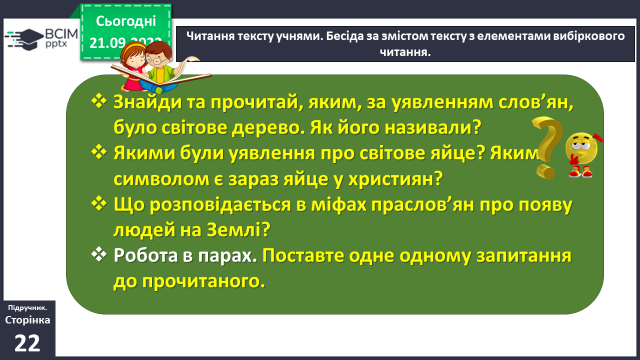 Сьогодні
21.09
ВСІМ
pptx
Читання тексту учнями. Бесіда за змістом тексту з елементами вибіркового
читання.
❖ Знайди та прочитай, яким, за уявленням слов’ян,
було світове дерево. Як його називали?
❖ Якими були уявлення про світове яйце? Яким
символом є зараз яйце у християн?
❖ Що розповідається в міфах праслов’ян про появу
людей на Землі?
❖ Робота в парах. Поставте одне одному запитання
до прочитаного.
Підручник.
Сторінка
22